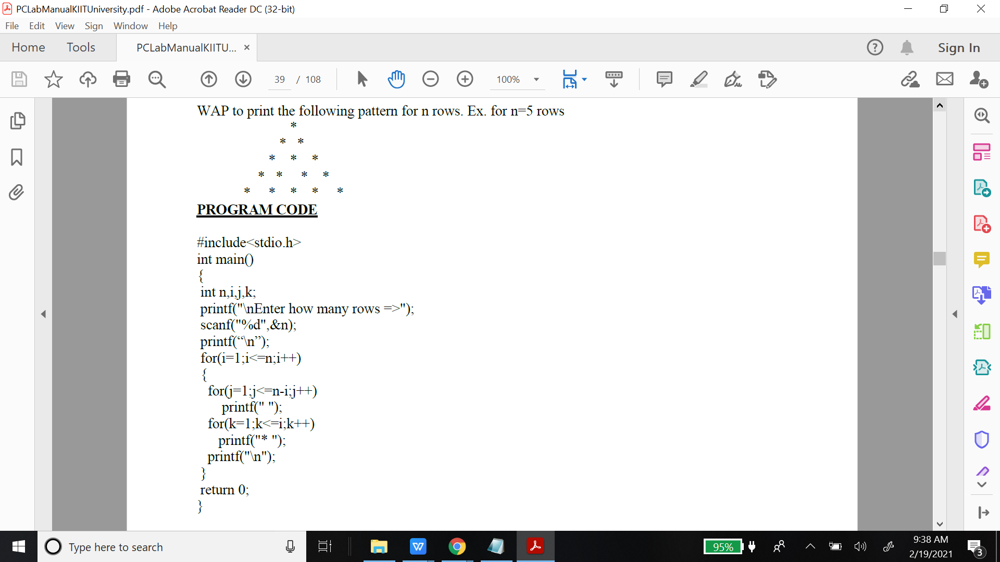 PCLabManualKIITUniversity.pdf - Adobe Acrobat Reader DC (32-bit)
File Edit View Sign Window Help
Home Tools PCLabManualKIITU... × Sign In
39 / 108 100%
WAP to print the following pattern for n rows. Ex. for n=5 rows
*
* *
* * *
* * * *
* * * * *
PROGRAM CODE
#include<stdio.h>
int main()
{
int n,i,j,k;
printf("\nEnter how many rows =>");
scanf("%d",&n);
printf(“\n”);
for(i=1;i<=n;i++)
{
for(j=1;j<=n-i;j++)
printf(" ");
for(k=1;k<=i;k++)
printf("* ");
printf("\n");
}
return 0;
}
Type here to search
95%
9:38 AM
2/19/2021
3